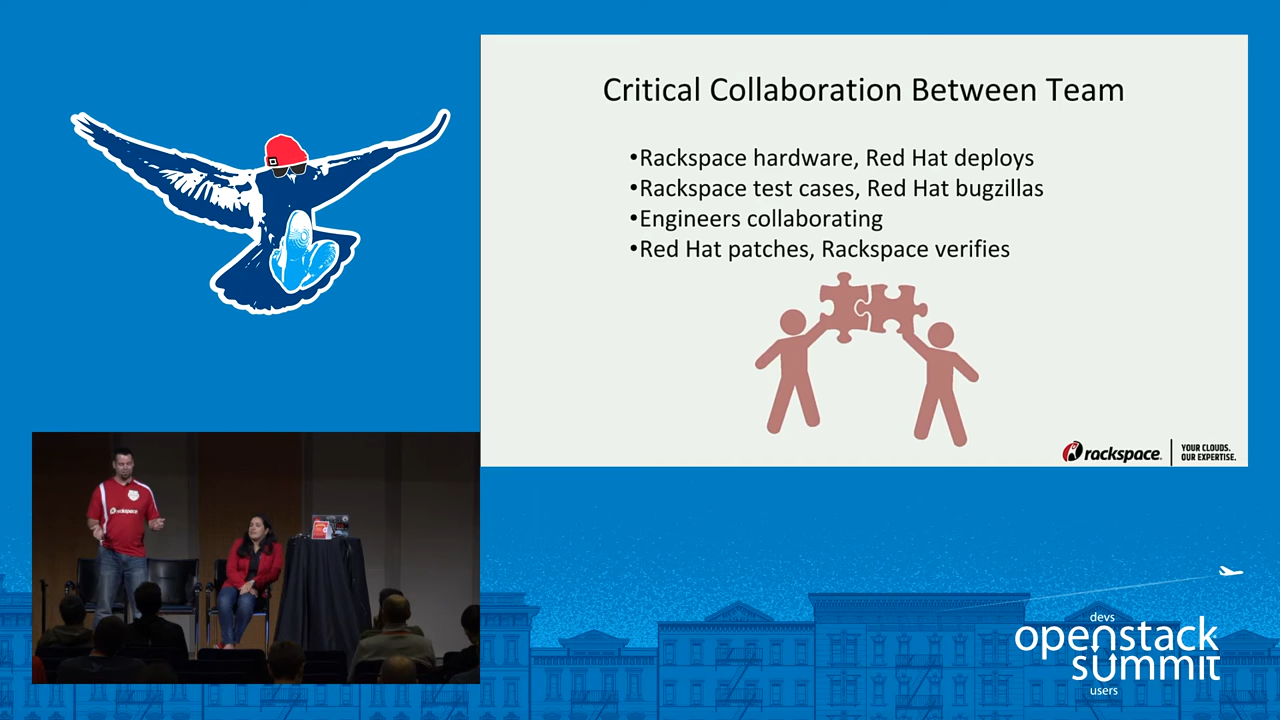 Critical Collaboration Between Team
•Rackspace hardware, Red Hat deploys
•Rackspace test cases, Red Hat bugzillas
•Engineers collaborating
•Red Hat patches, Rackspace verifies
rackspace.
YOUR CLOUDS.
OUR EXPERTISE.
rackspace
devs
openstack
summit
users